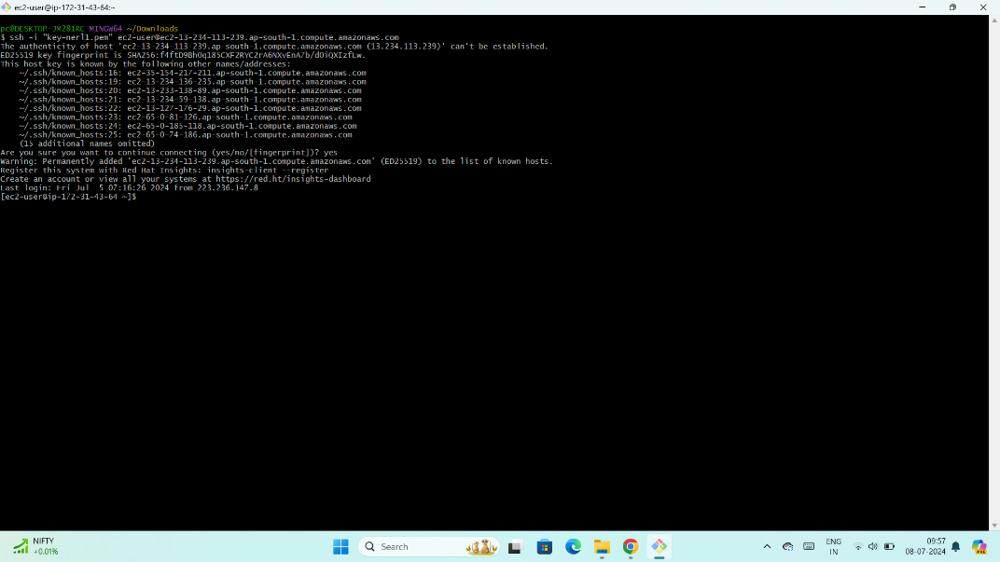 ec2-user@ip-172-31-43-64:~
pc@DESKTOP-JM28IRC MINGW64 ~/Downloads
$ ssh -i "key-nerl1.pem" ec2-user@ec2-13-234-113-239.ap-south-1.compute.amazonaws.com
The authenticity of host 'ec2-13-234-113-239.ap-south-1.compute.amazonaws.com (13.234.113.239)' can't be established.
ED25519 key fingerprint is SHA256:f4ftD9BhOq185CXF2RYC2rA6NXvEnA7b/dOiQXIzfLw.
This host key is known by the following other names/addresses:
~/.ssh/known_hosts:16: ec2-35-154-217-211.ap-south-1.compute.amazonaws.com
~/.ssh/known_hosts:19: ec2-13-234-136-235.ap-south-1.compute.amazonaws.com
~/.ssh/known_hosts:20: ec2-13-233-138-89.ap-south-1.compute.amazonaws.com
~/.ssh/known_hosts:21: ec2-13-234-59-138.ap-south-1.compute.amazonaws.com
~/.ssh/known_hosts:22: ec2-13-127-176-29.ap-south-1.compute.amazonaws.com
~/.ssh/known_hosts:23: ec2-65-0-81-126.ap-south-1.compute.amazonaws.com
~/.ssh/known_hosts:24: ec2-65-0-185-118.ap-south-1.compute.amazonaws.com
~/.ssh/known_hosts:25: ec2-65-0-74-186.ap-south-1.compute.amazonaws.com
(15 additional names omitted)
Are you sure you want to continue connecting (yes/no/[fingerprint])? yes
Warning: Permanently added 'ec2-13-234-113-239.ap-south-1.compute.amazonaws.com' (ED25519) to the list of known hosts.
Register this system with Red Hat Insights: insights-client --register
Create an account or view all your systems at https://red.ht/insights-dashboard
Last login: Fri Jul  5 07:16:26 2024 from 223.236.147.8
[ec2-user@ip-172-31-43-64 ~]$
NIFTY
+0.01%
Search
ENG
IN
09:57
08-07-2024